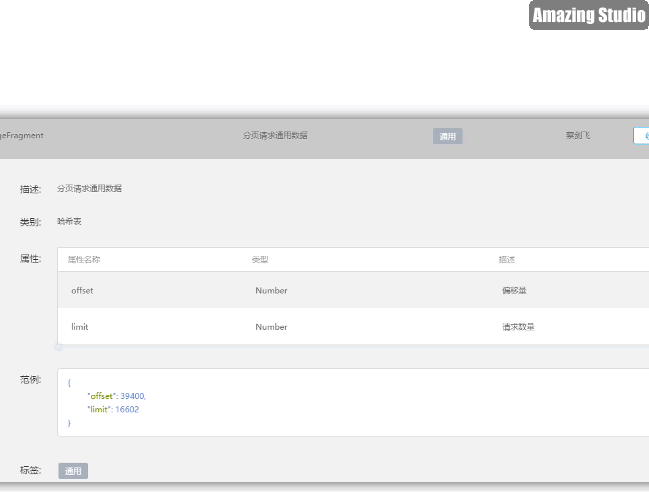 Amazing Studio
geFragment 分页请求通用数据 通用 蔡剑飞
描述: 分页请求通用数据
类别: 哈希表
属性: 属性名称 类型 描述
offset Number 偏移量
limit Number 请求数量
范例: {
"offset": 39400,
"limit": 16602
}
标签: 通用